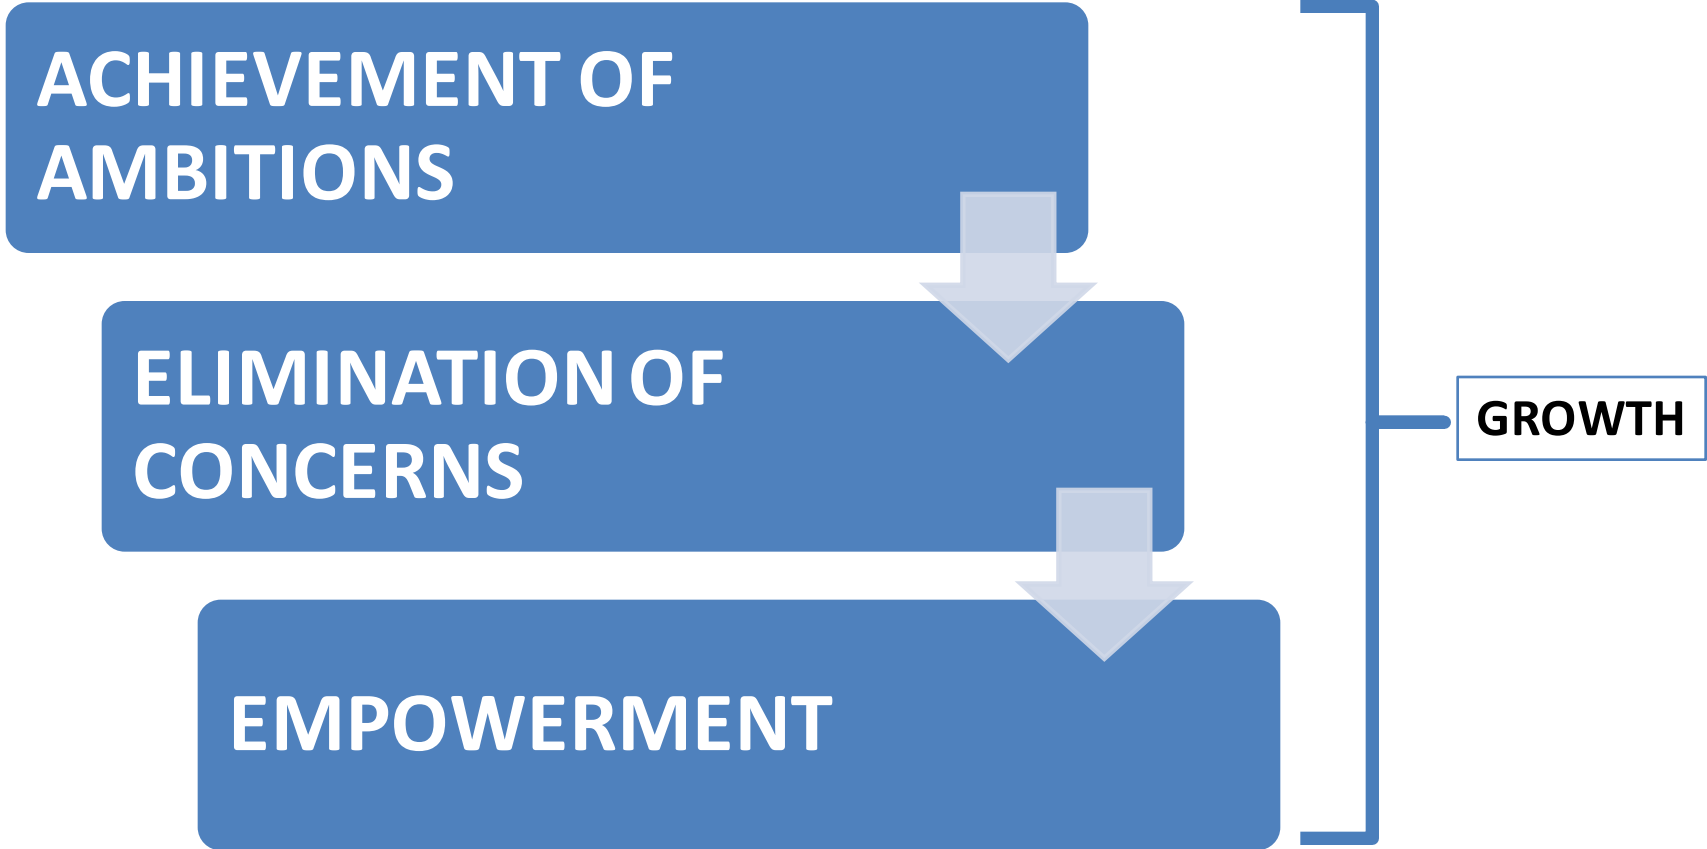 ACHIEVEMENT OF
AMBITIONS
ELIMINATION OF
CONCERNS
EMPOWERMENT
GROWTH